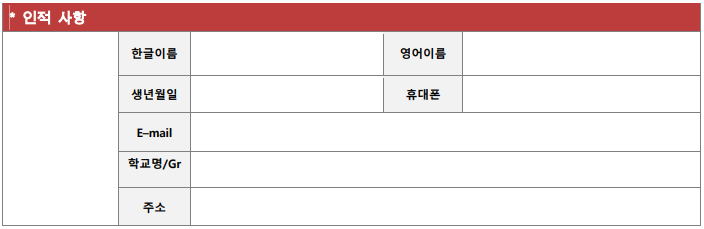 * 인적 사항
한글이름 영어이름
생년월일 휴대폰
E-mail
학교명/Gr
주소